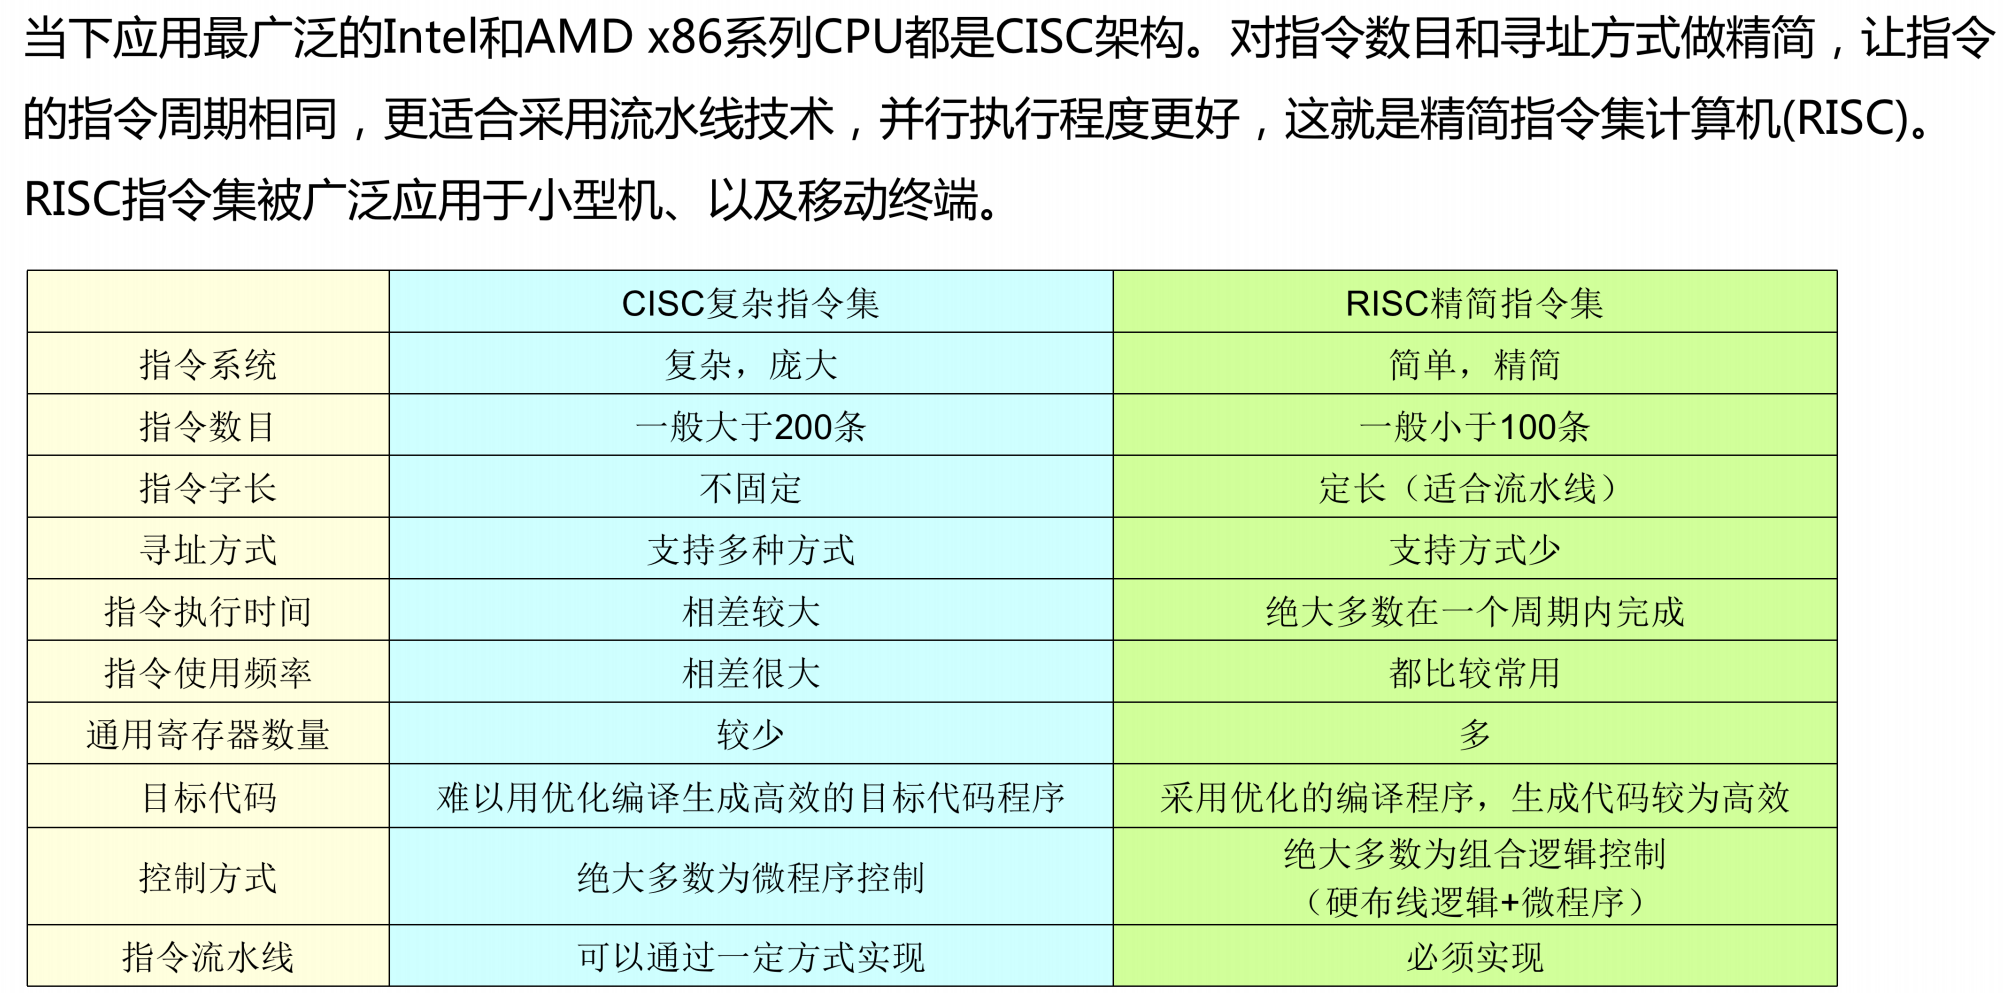 当下应用最广泛的Intel和AMD x86系列CPU都是CISC架构。对指令数目和寻址方式做精简，让指令
的指令周期相同，更适合采用流水线技术，并行执行程度更好，这就是精简指令集计算机(RISC)。
RISC指令集被广泛应用于小型机、以及移动终端。
CISC复杂指令集 RISC精简指令集
指令系统 复杂，庞大 简单，精简
指令数目 一般大于200条 一般小于100条
指令字长 不固定 定长（适合流水线）
寻址方式 支持多种方式 支持方式少
指令执行时间 相差较大 绝大多数在一个周期内完成
指令使用频率 相差很大 都比较常用
通用寄存器数量 较少 多
目标代码 难以用优化编译生成高效的目标代码程序 采用优化的编译程序，生成代码较为高效
控制方式 绝大多数为微程序控制 绝大多数为组合逻辑控制
（硬布线逻辑+微程序）
指令流水线 可以通过一定方式实现 必须实现